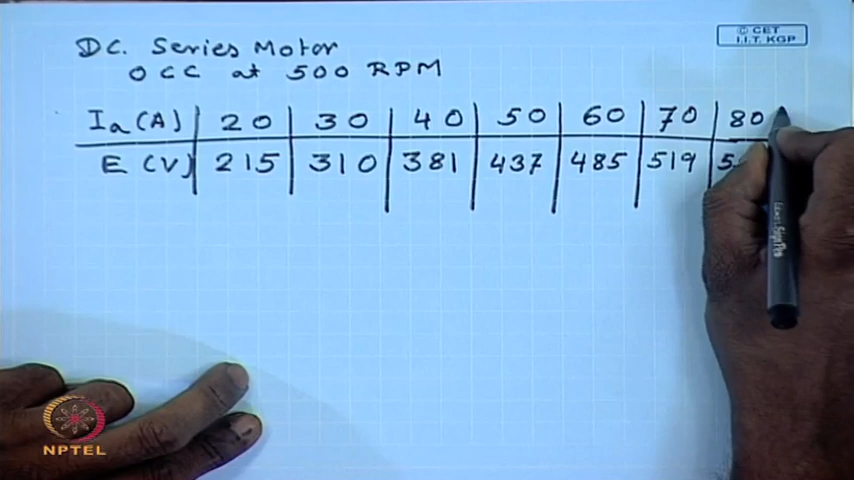 © CET
I.I.T. KGP
DC. Series Motor
OCC at 500 RPM
Ia (A) 20 30 40 50 60 70 80
E (V) 215 310 381 437 485 519
NPTEL